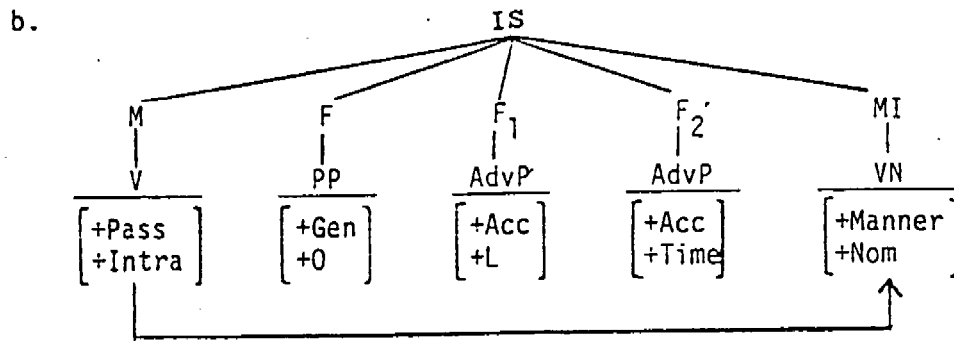 b. IS
M F F1 F2' MI
V PP AdvP AdvP VN
[+Pass [+Gen [+Acc [+Acc [+Manner
+Intra] +O] +L] +Time] +Nom]